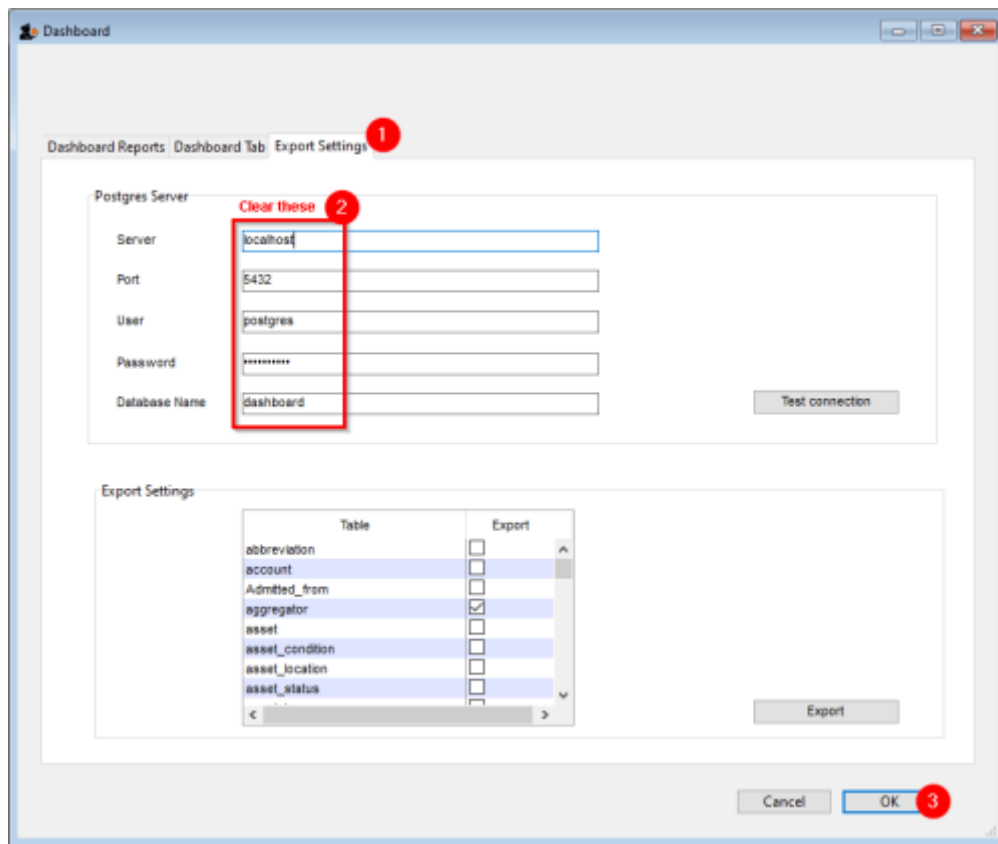 Dashboard
Dashboard Reports Dashboard Tab Export Settings 1
Postgres Server
Clear these 2
Server localhost
Port 5432
User postgres
Password ••••••••••
Database Name dashboard
Test connection
Export Settings
Table Export
abbreviation
account
Admitted_from
aggregator
asset
asset_condition
asset_location
asset_status
Export
Cancel OK 3